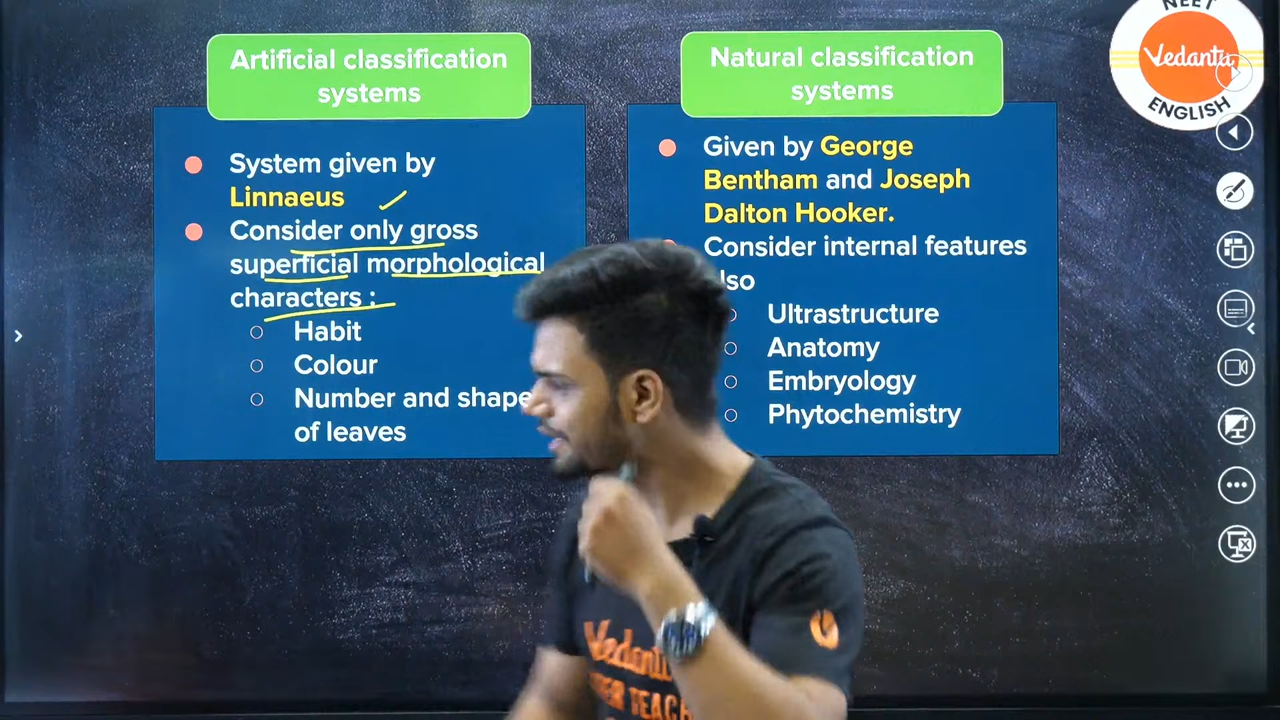 Artificial classification
systems
System given by
Linnaeus
Consider only gross
superficial morphological
characters :
Habit
Colour
Number and shape
of leaves
Natural classification
systems
Given by George
Bentham and Joseph
Dalton Hooker.
Consider internal features
Ultrastructure
Anatomy
Embryology
Phytochemistry
NEET
Vedantu
ENGLISH